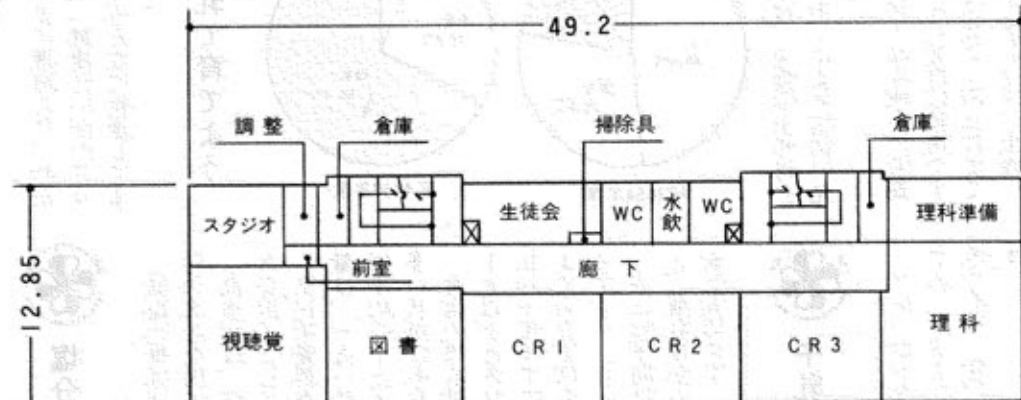 49.2
調整
倉庫
掃除具
倉庫
12.85
スタジオ
生徒会
WC
水飲
WC
理科準備
前室
廊下
視聴覚
図書
CR1
CR2
CR3
理科